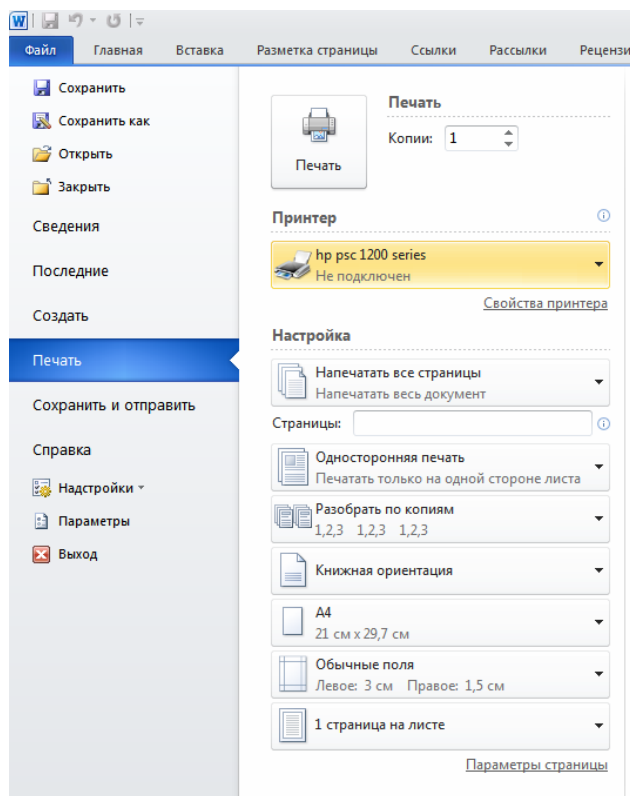 Файл Главная Вставка Разметка страницы Ссылки Рассылки Рецензи
Сохранить
Сохранить как
Открыть
Закрыть
Сведения
Последние
Создать
Печать
Сохранить и отправить
Справка
Надстройки
Параметры
Выход
Печать
Печать
Копии: 1
Принтер
hp psc 1200 series
Не подключен
Свойства принтера
Настройка
Напечатать все страницы
Напечатать весь документ
Страницы:
Односторонняя печать
Печатать только на одной стороне листа
Разобрать по копиям
1,2,3 1,2,3 1,2,3
Книжная ориентация
A4
21 см x 29,7 см
Обычные поля
Левое: 3 см Правое: 1,5 см
1 страница на листе
Параметры страницы